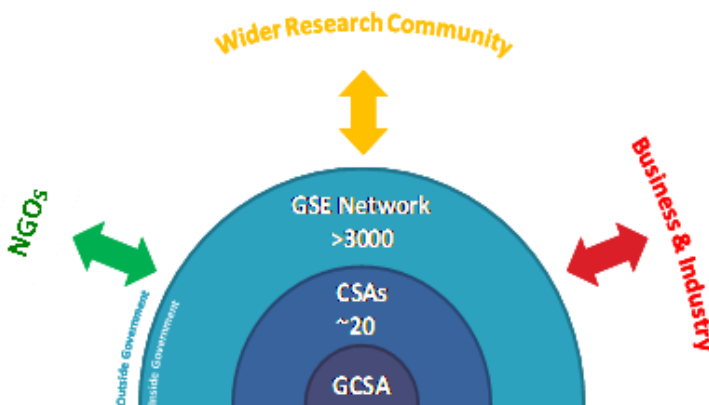 Wider Research Community
NGOs
Business & Industry
GSE Network
>3000
CSAs
~20
GCSA
Outside Government
Inside Government